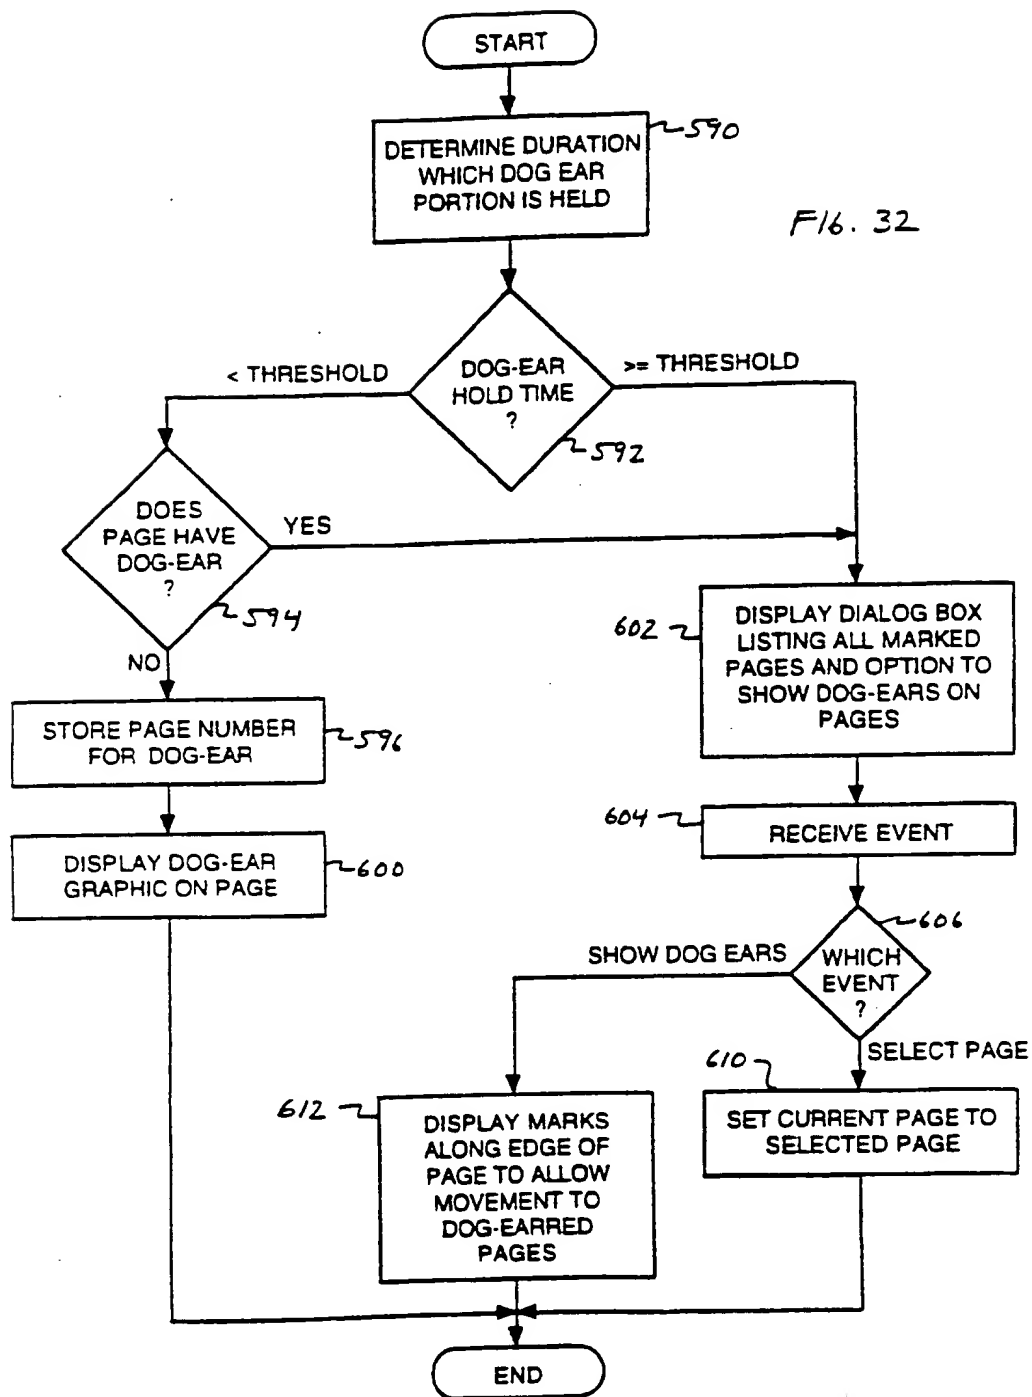 START
DETERMINE DURATION
WHICH DOG EAR
PORTION IS HELD
590
FIG. 32
DOG-EAR
HOLD TIME
?
592
< THRESHOLD
>= THRESHOLD
DOES
PAGE HAVE
DOG-EAR
?
594
YES
NO
STORE PAGE NUMBER
FOR DOG-EAR
596
DISPLAY DOG-EAR
GRAPHIC ON PAGE
600
602
DISPLAY DIALOG BOX
LISTING ALL MARKED
PAGES AND OPTION TO
SHOW DOG-EARS ON
PAGES
604
RECEIVE EVENT
606
WHICH
EVENT
?
SHOW DOG EARS
SELECT PAGE
610
SET CURRENT PAGE TO
SELECTED PAGE
612
DISPLAY MARKS
ALONG EDGE OF
PAGE TO ALLOW
MOVEMENT TO
DOG-EARRED
PAGES
END